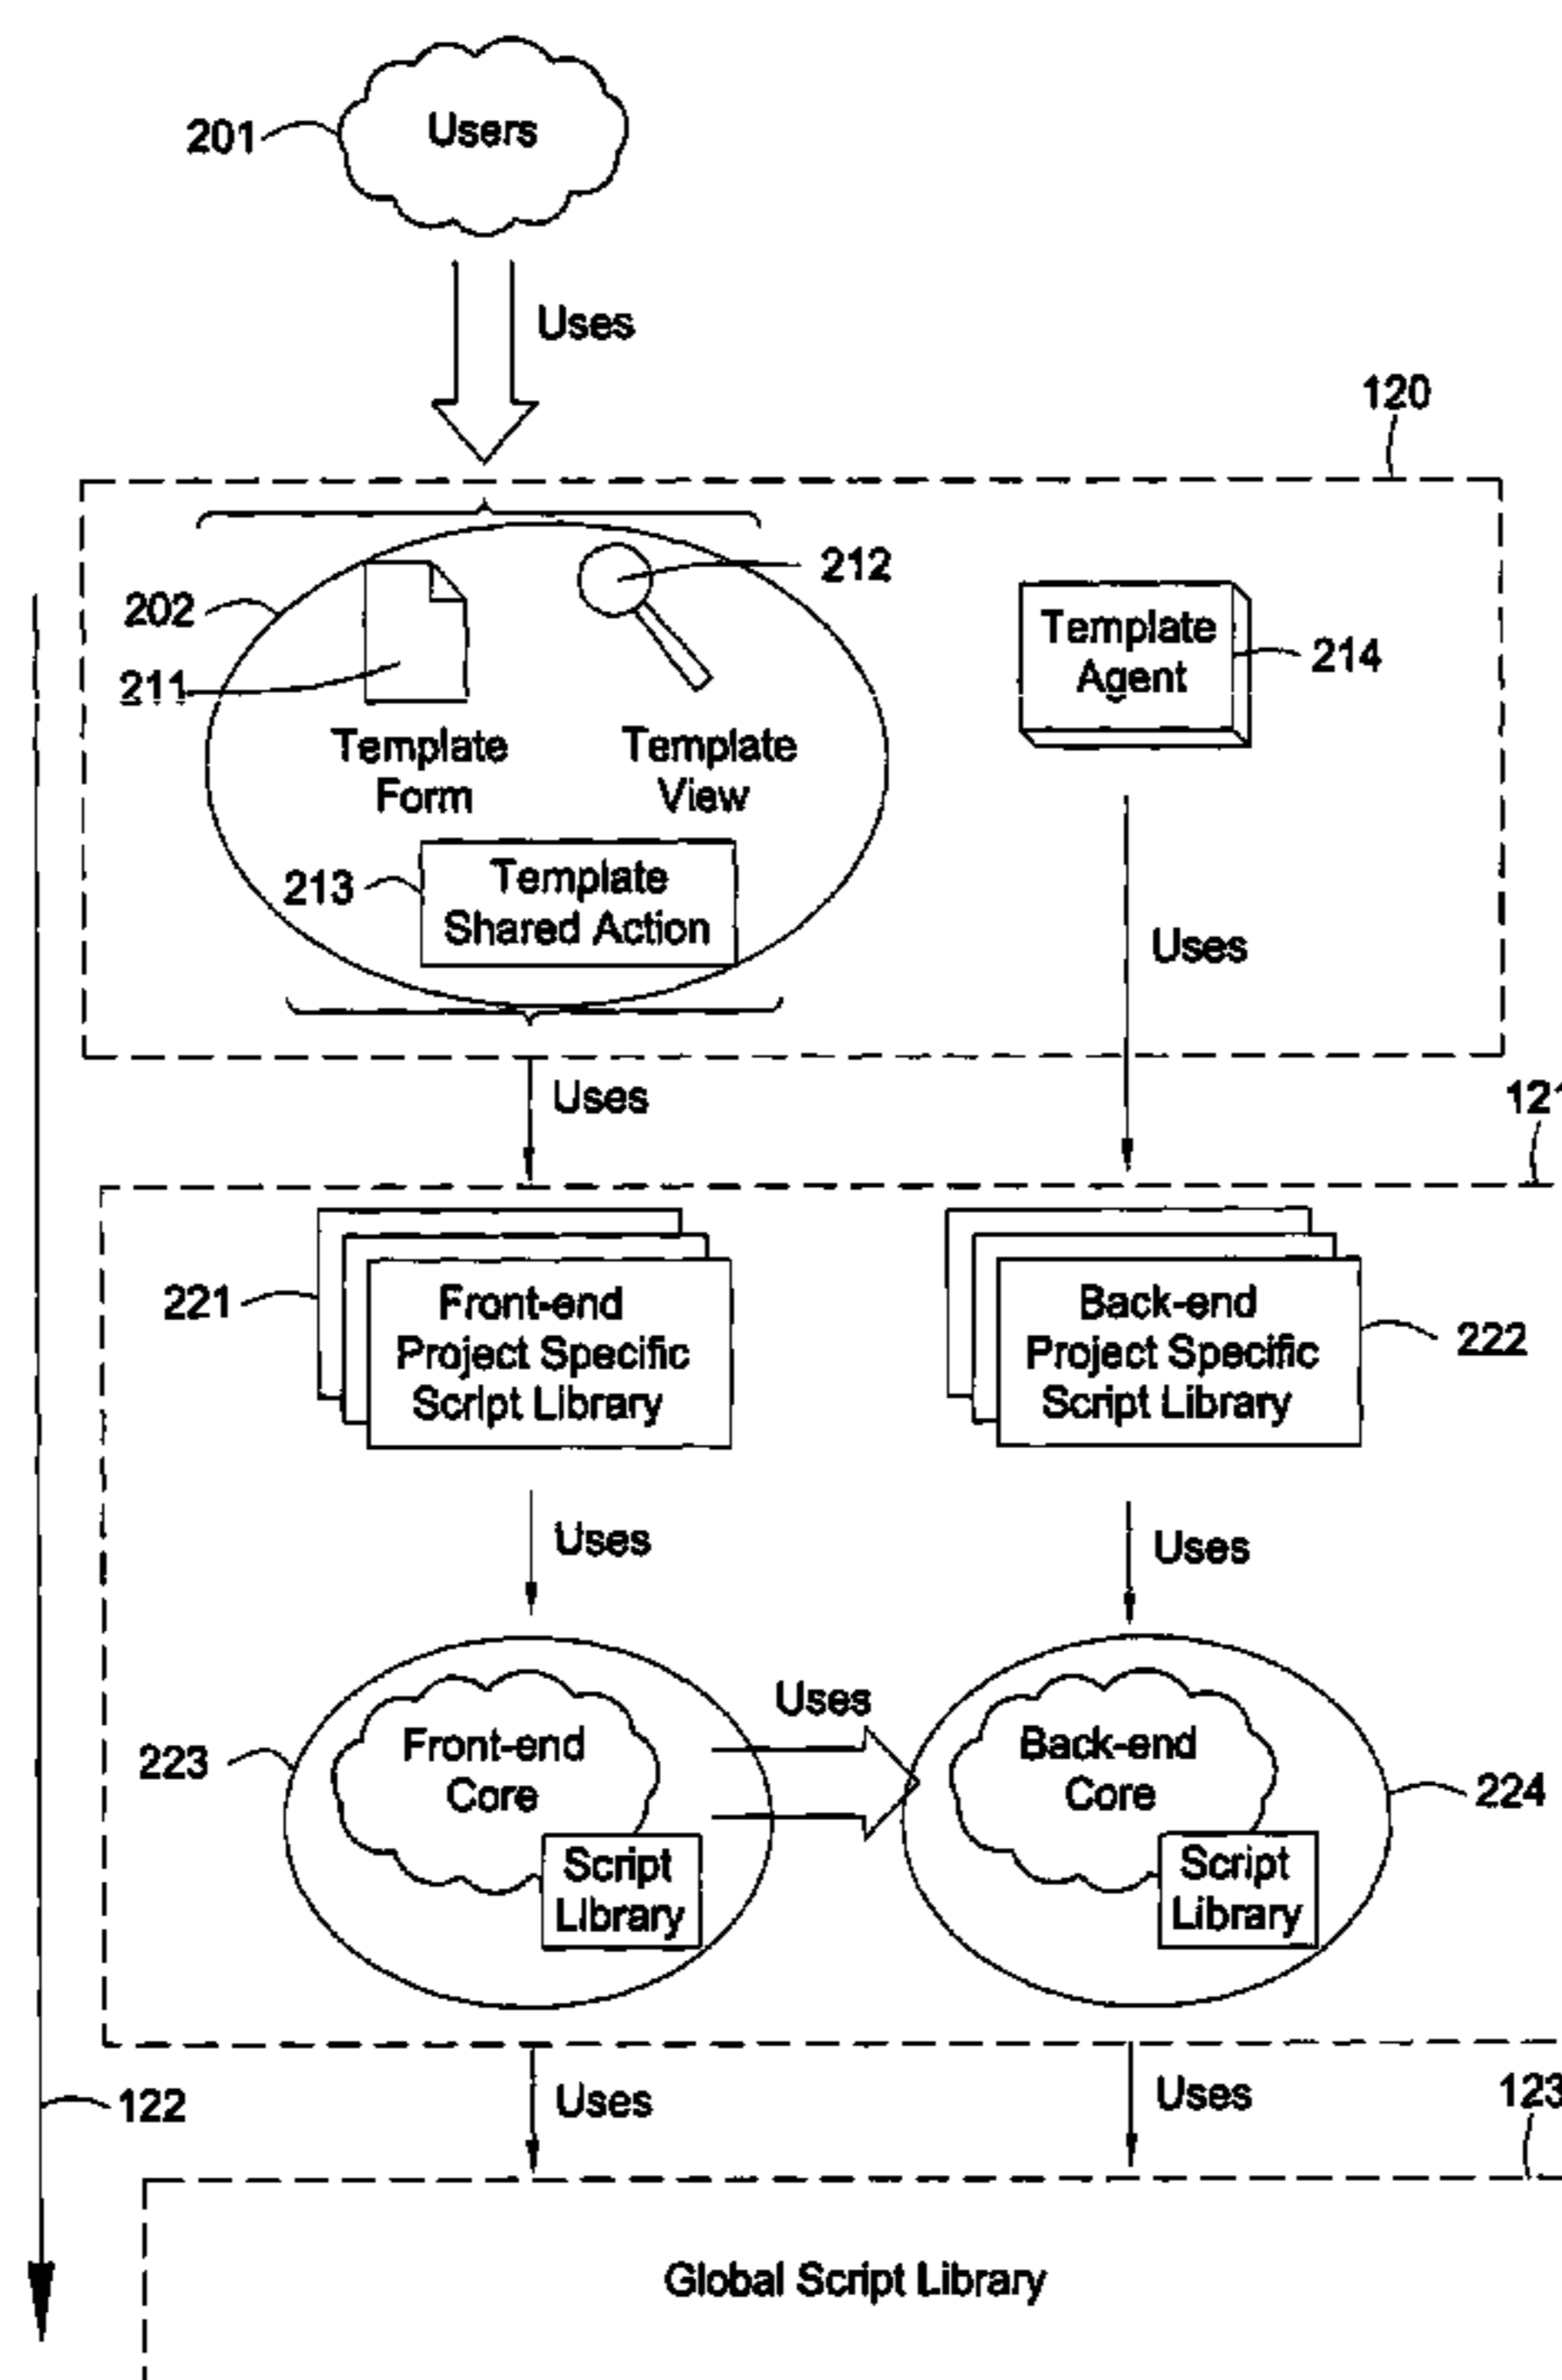 201
Users
Uses
120
202
212
211
Template
Agent
214
Template
Form
Template
View
213
Template
Shared Action
Uses
Uses
121
221
Front-end
Project Specific
Script Library
Back-end
Project Specific
Script Library
222
Uses
Uses
223
Front-end
Core
Script
Library
Uses
Back-end
Core
Script
Library
224
122
Uses
Uses
123
Global Script Library